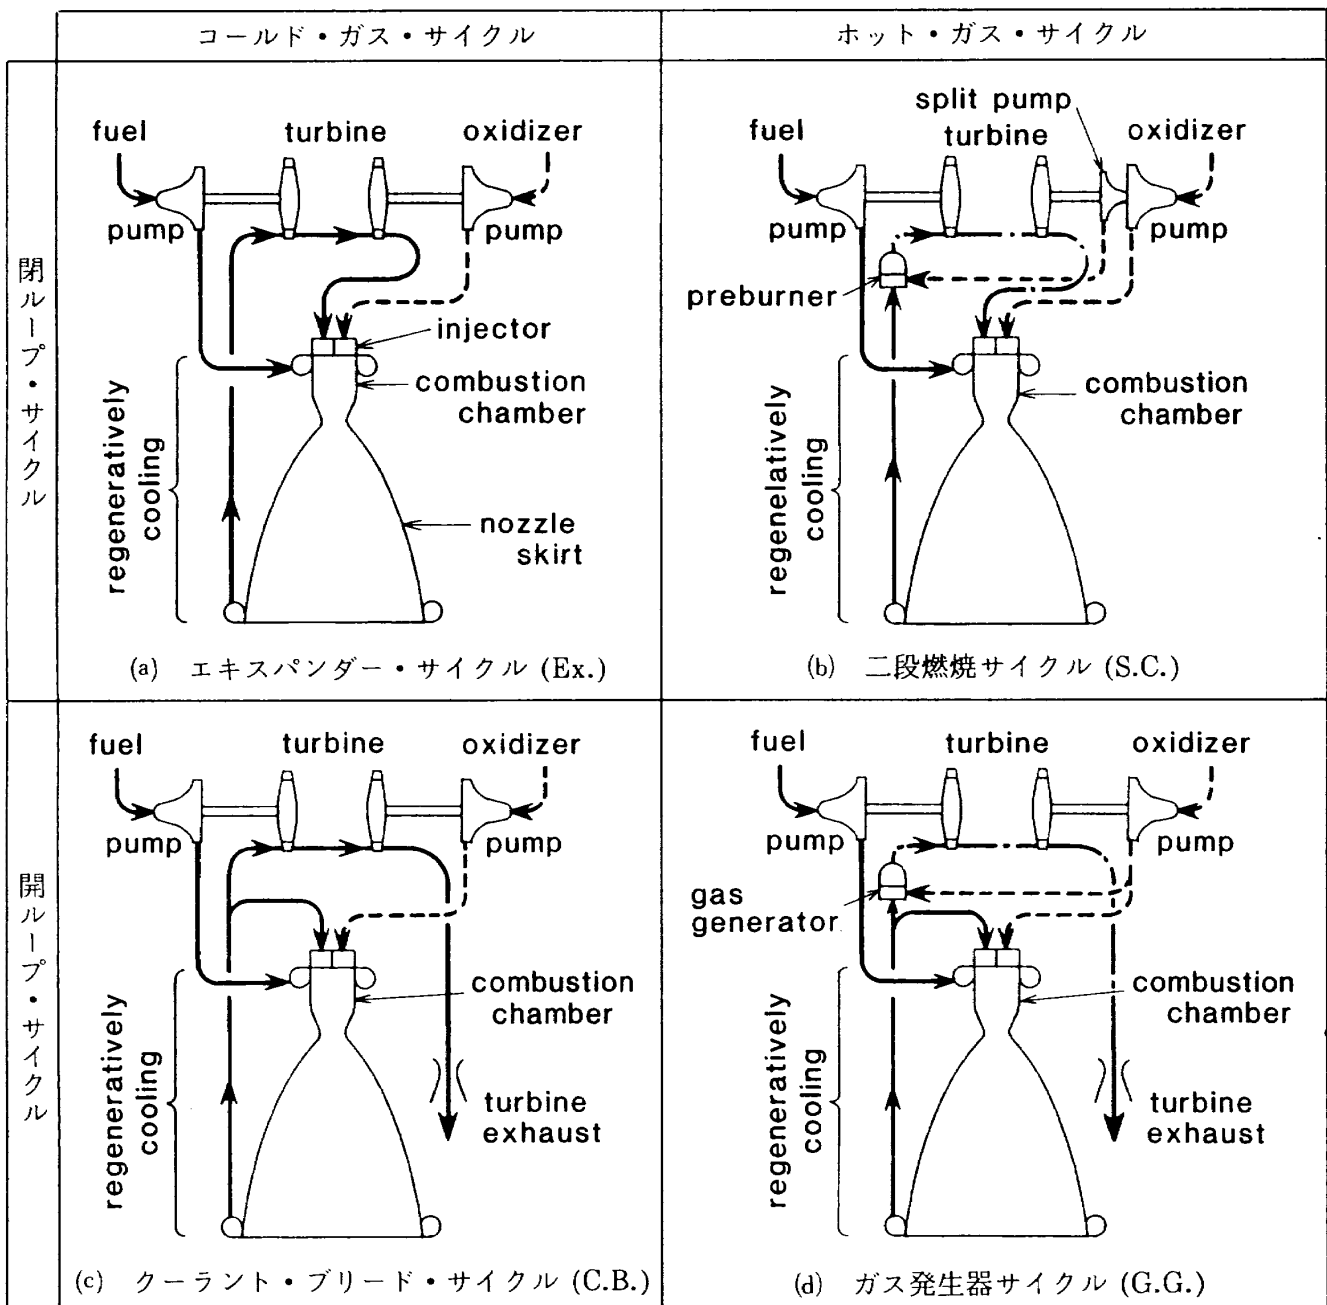 コールド・ガス・サイクル
ホット・ガス・サイクル
閉ループ・サイクル
fuel
turbine
oxidizer
pump
pump
injector
combustion
chamber
regeneratively
cooling
nozzle
skirt
(a) エキスパンダー・サイクル (Ex.)
split pump
fuel
turbine
oxidizer
pump
pump
preburner
combustion
chamber
regenelatively
cooling
(b) 二段燃焼サイクル (S.C.)
開ループ・サイクル
fuel
turbine
oxidizer
pump
pump
combustion
chamber
regeneratively
cooling
turbine
exhaust
(c) クーラント・ブリード・サイクル (C.B.)
fuel
turbine
oxidizer
pump
pump
gas
generator
combustion
chamber
regeneratively
cooling
turbine
exhaust
(d) ガス発生器サイクル (G.G.)